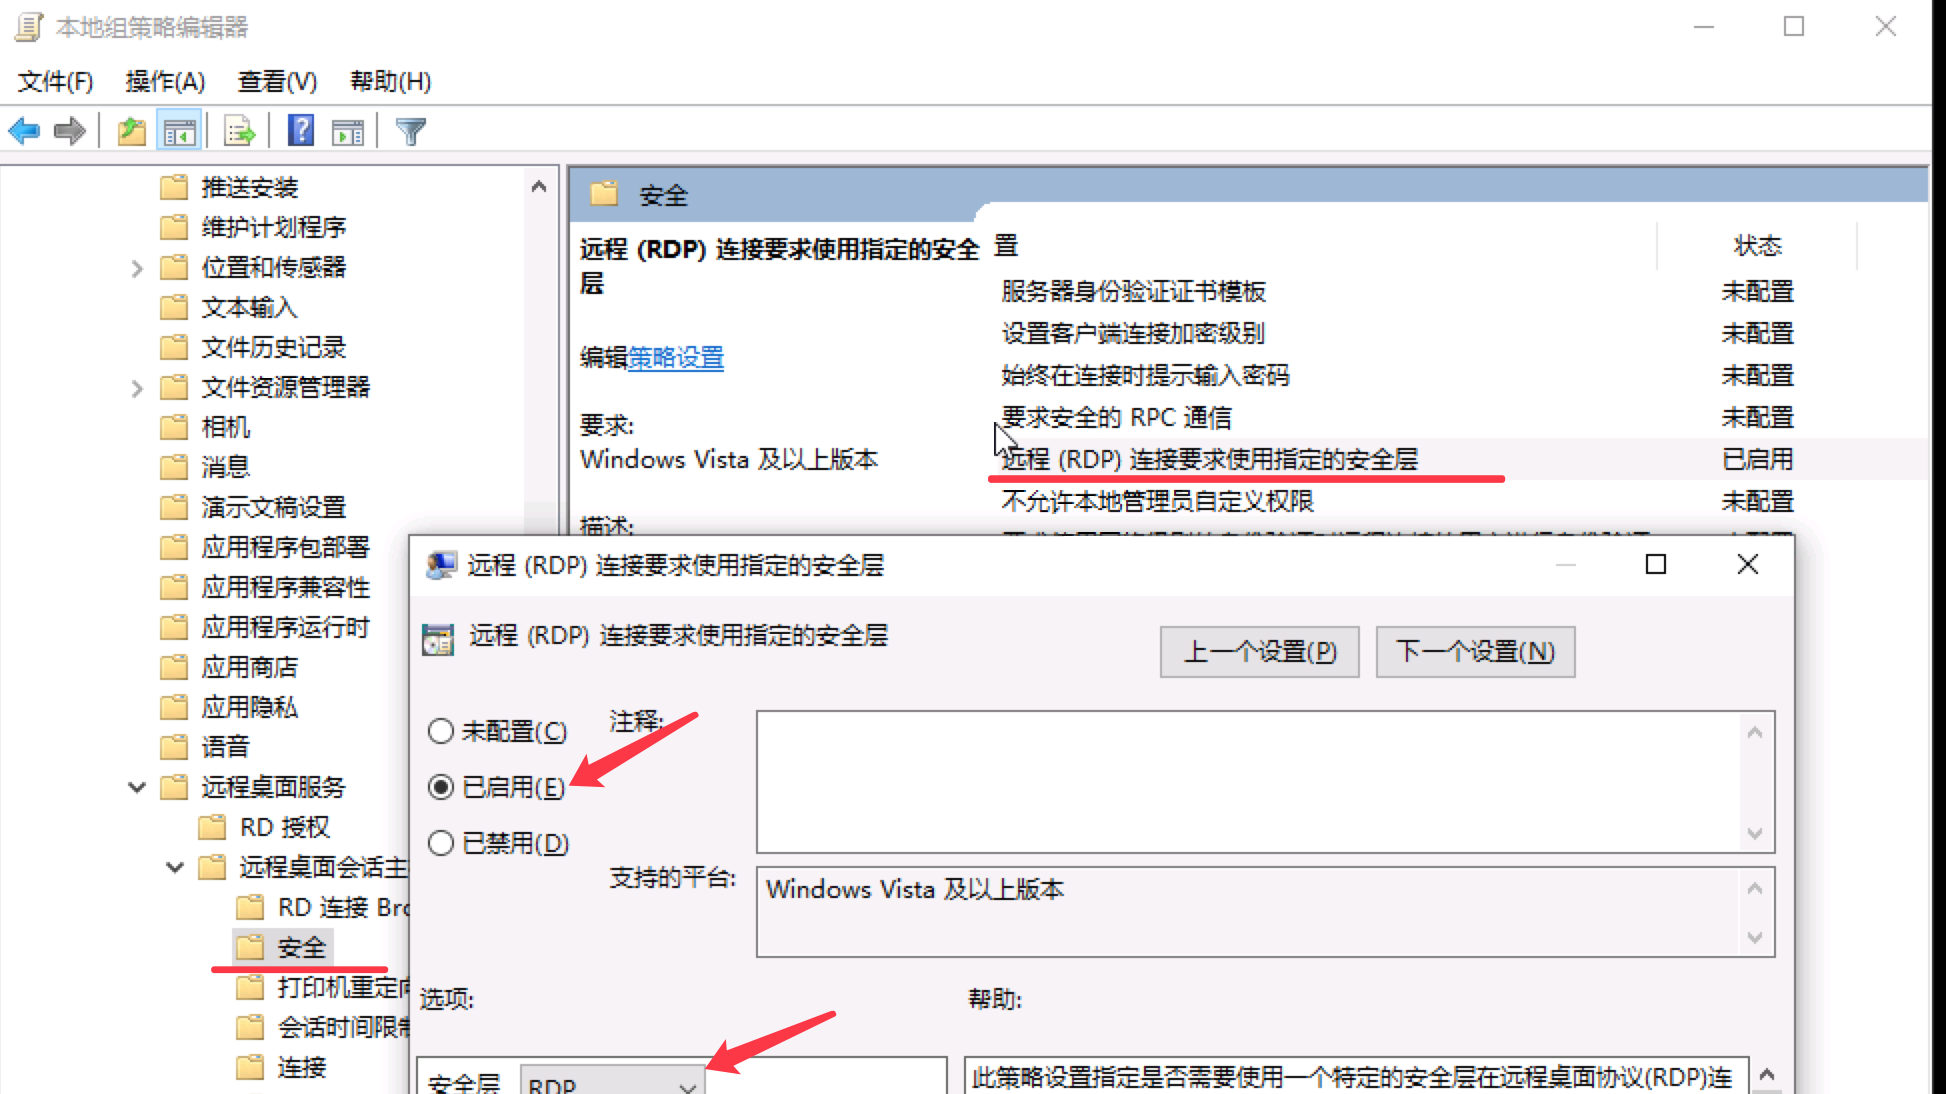 本地组策略编辑器
文件(F) 操作(A) 查看(V) 帮助(H)
推送安装
维护计划程序
位置和传感器
文本输入
文件历史记录
文件资源管理器
相机
消息
演示文稿设置
应用程序包部署
应用程序兼容性
应用程序运行时
应用商店
应用隐私
语音
远程桌面服务
RD 授权
远程桌面会话主
RD 连接 Bro
安全
打印机重定向
会话时间限制
连接
安全
远程 (RDP) 连接要求使用指定的安全
层
编辑策略设置
要求:
Windows Vista 及以上版本
描述:
置 状态
服务器身份验证证书模板 未配置
设置客户端连接加密级别 未配置
始终在连接时提示输入密码 未配置
要求安全的 RPC 通信 未配置
远程 (RDP) 连接要求使用指定的安全层 已启用
不允许本地管理员自定义权限 未配置
远程 (RDP) 连接要求使用指定的安全层
远程 (RDP) 连接要求使用指定的安全层
上一个设置(P) 下一个设置(N)
未配置(C)
已启用(E)
已禁用(D)
注释:
支持的平台:
Windows Vista 及以上版本
选项:
帮助:
安全层 RDP
此策略设置指定是否需要使用一个特定的安全层在远程桌面协议(RDP)连